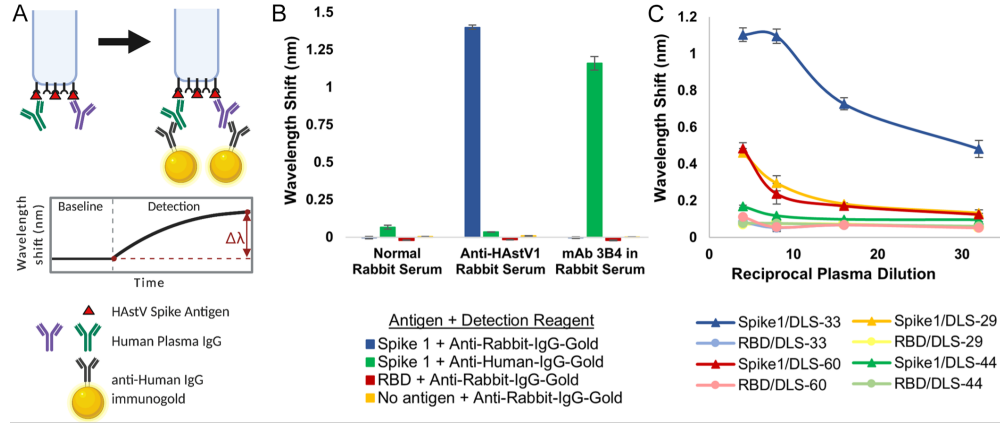 A
Baseline
Detection
Wavelength
shift (nm)
Δλ
Time
HAstV Spike Antigen
Human Plasma IgG
anti-Human IgG
immunogold
B
Wavelength Shift (nm)
1.5
1.25
1
0.75
0.5
0.25
0
Normal
Rabbit Serum
Anti-HAstV1
Rabbit Serum
mAb 3B4 in
Rabbit Serum
Antigen + Detection Reagent
Spike 1 + Anti-Rabbit-IgG-Gold
Spike 1 + Anti-Human-IgG-Gold
RBD + Anti-Rabbit-IgG-Gold
No antigen + Anti-Rabbit-IgG-Gold
C
Wavelength Shift (nm)
1.2
1
0.8
0.6
0.4
0.2
0
0
10
20
30
Reciprocal Plasma Dilution
Spike1/DLS-33
Spike1/DLS-29
RBD/DLS-33
RBD/DLS-29
Spike1/DLS-60
Spike1/DLS-44
RBD/DLS-60
RBD/DLS-44